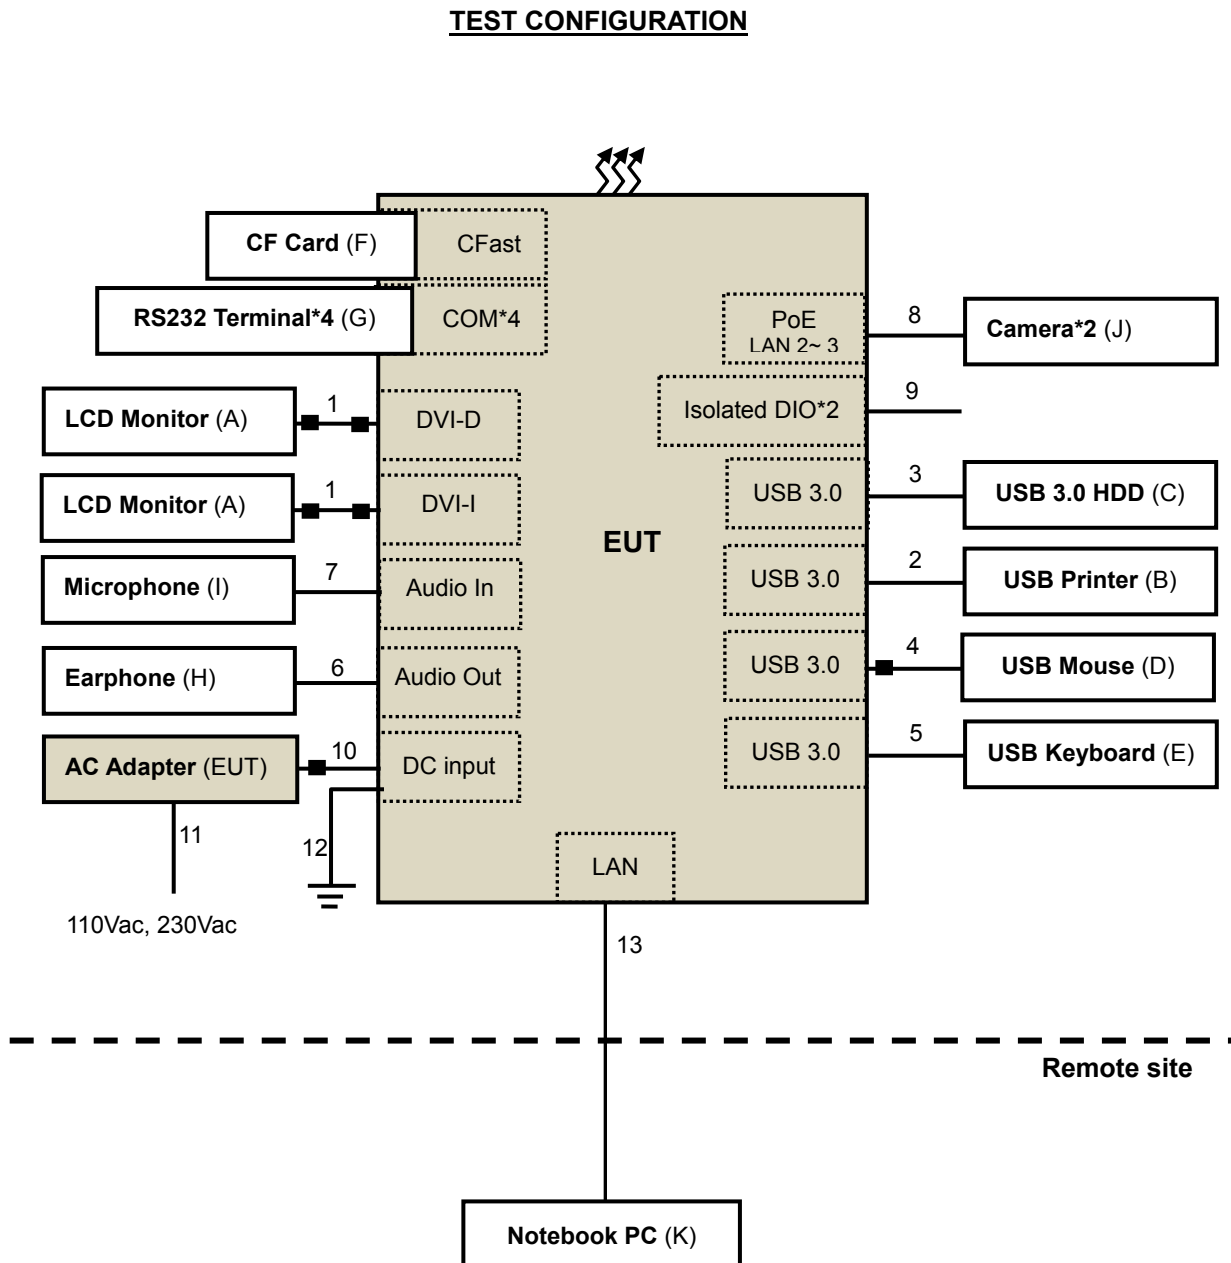 TEST CONFIGURATION
CF Card (F)
CFast
RS232 Terminal*4 (G)
COM*4
PoE
LAN 2~ 3
8
Camera*2 (J)
LCD Monitor (A)
1
DVI-D
Isolated DIO*2
9
LCD Monitor (A)
1
DVI-I
USB 3.0
3
USB 3.0 HDD (C)
EUT
Microphone (I)
7
Audio In
USB 3.0
2
USB Printer (B)
Earphone (H)
6
Audio Out
USB 3.0
4
USB Mouse (D)
AC Adapter (EUT)
10
DC input
USB 3.0
5
USB Keyboard (E)
11
12
LAN
110Vac, 230Vac
13
Remote site
Notebook PC (K)